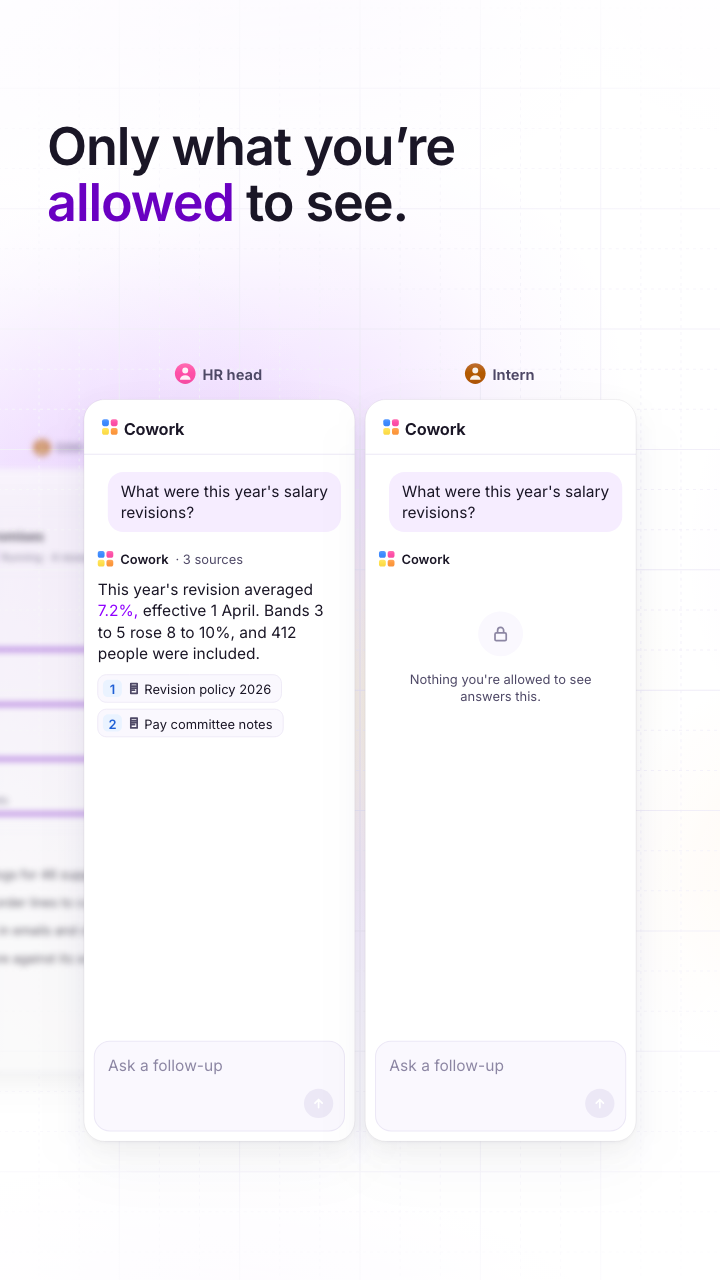 Only what you’re
allowed to see.
HR head
Cowork
What were this year's salary
revisions?
Cowork · 3 sources
This year's revision averaged
7.2%, effective 1 April. Bands 3
to 5 rose 8 to 10%, and 412
people were included.
1 Revision policy 2026
2 Pay committee notes
Ask a follow-up
Intern
Cowork
What were this year's salary
revisions?
Cowork
Nothing you're allowed to see
answers this.
Ask a follow-up